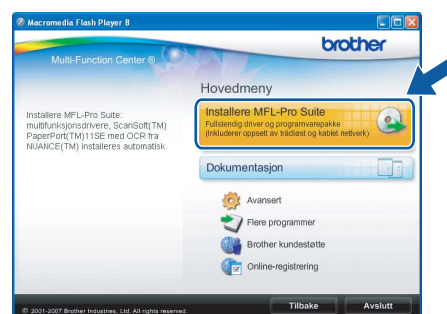 Macromedia Flash Player 8
brother
Multi-Function Center ®
Hovedmeny
Installere MFL-Pro Suite:
multifunksjonsdrivere, ScanSoft(TM)
PaperPort(TM)11SE med OCR fra
NUANCE(TM) installeres automatisk.
Installere MFL-Pro Suite
Fullstendig driver og programvarepakke
(Inkluderer oppsett av trådløst og kablet nettverk)
Dokumentasjon
Avansert
Flere programmer
Brother kundestøtte
Online-registrering
© 2001-2007 Brother Industries, Ltd. All rights reserved.
Tilbake
Avslutt